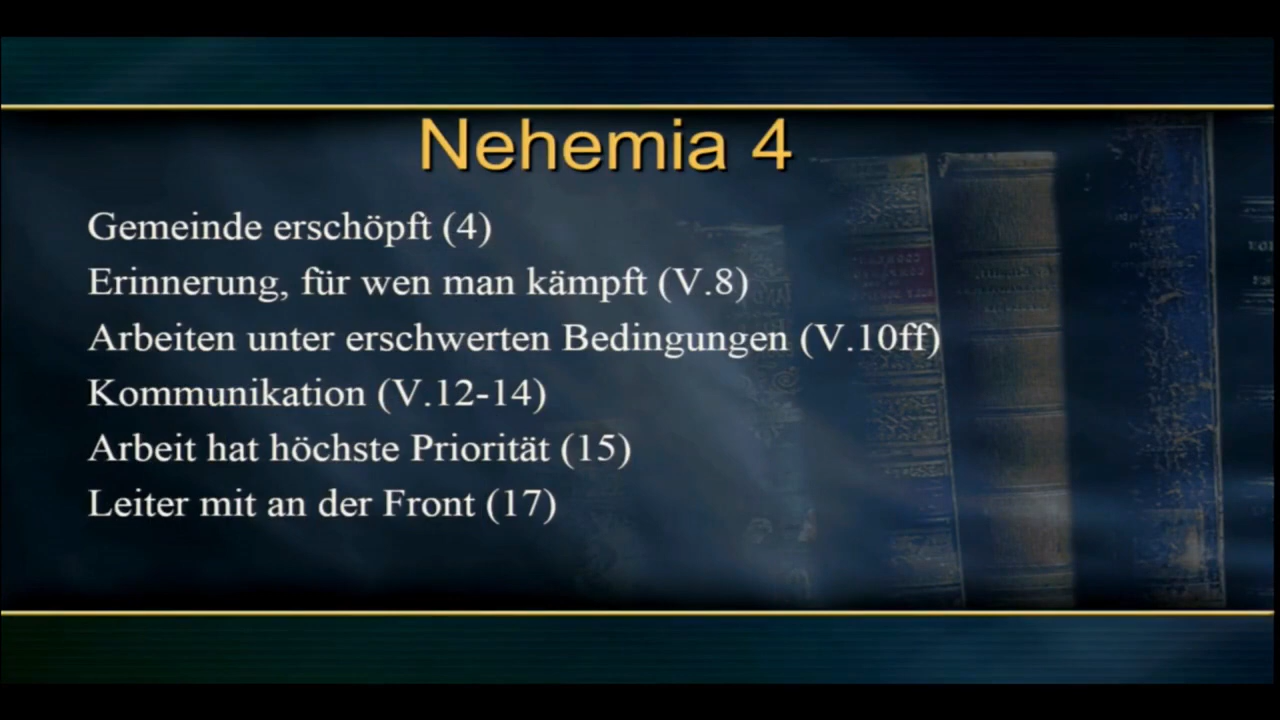 Nehemia 4
Gemeinde erschöpft (4)
Erinnerung, für wen man kämpft (V.8)
Arbeiten unter erschwerten Bedingungen (V.10ff)
Kommunikation (V.12-14)
Arbeit hat höchste Priorität (15)
Leiter mit an der Front (17)